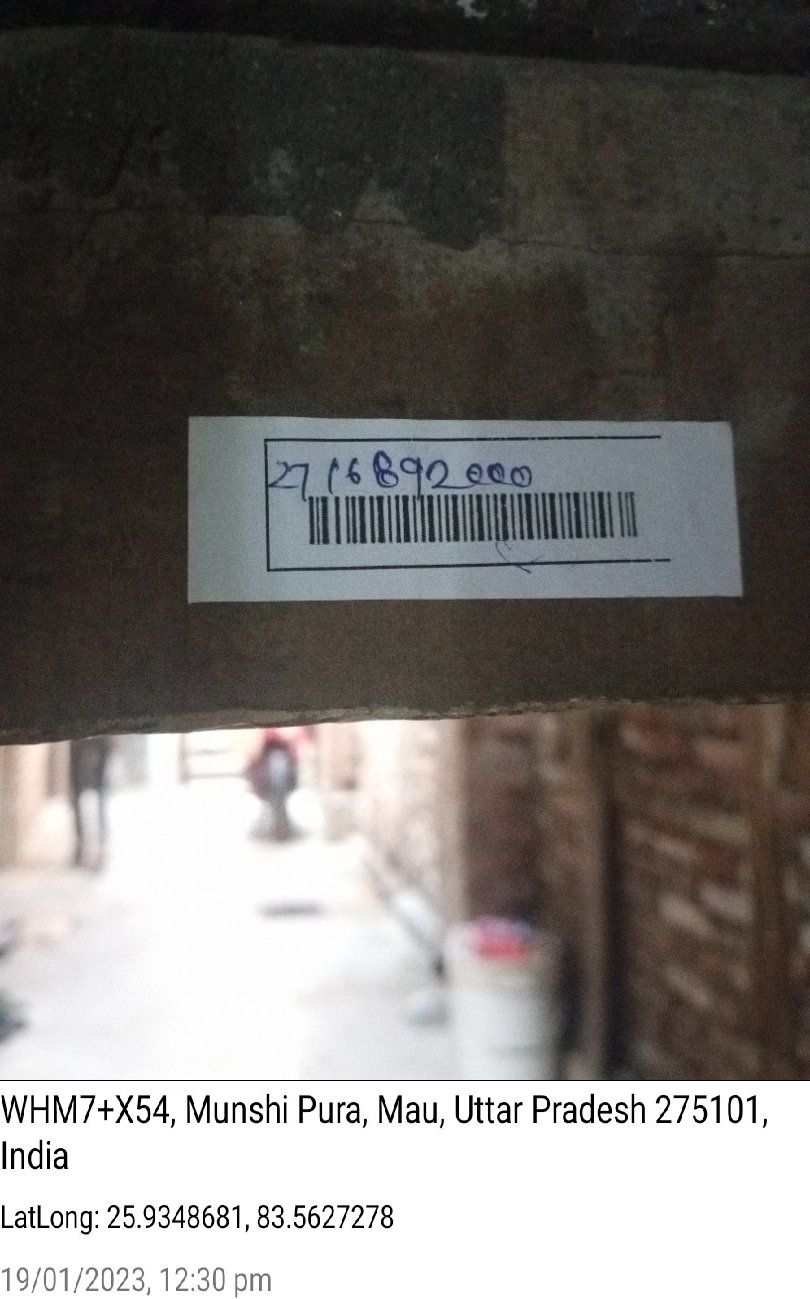 2716892000
WHM7+X54, Munshi Pura, Mau, Uttar Pradesh 275101,
India
LatLong: 25.9348681, 83.5627278
19/01/2023, 12:30 pm